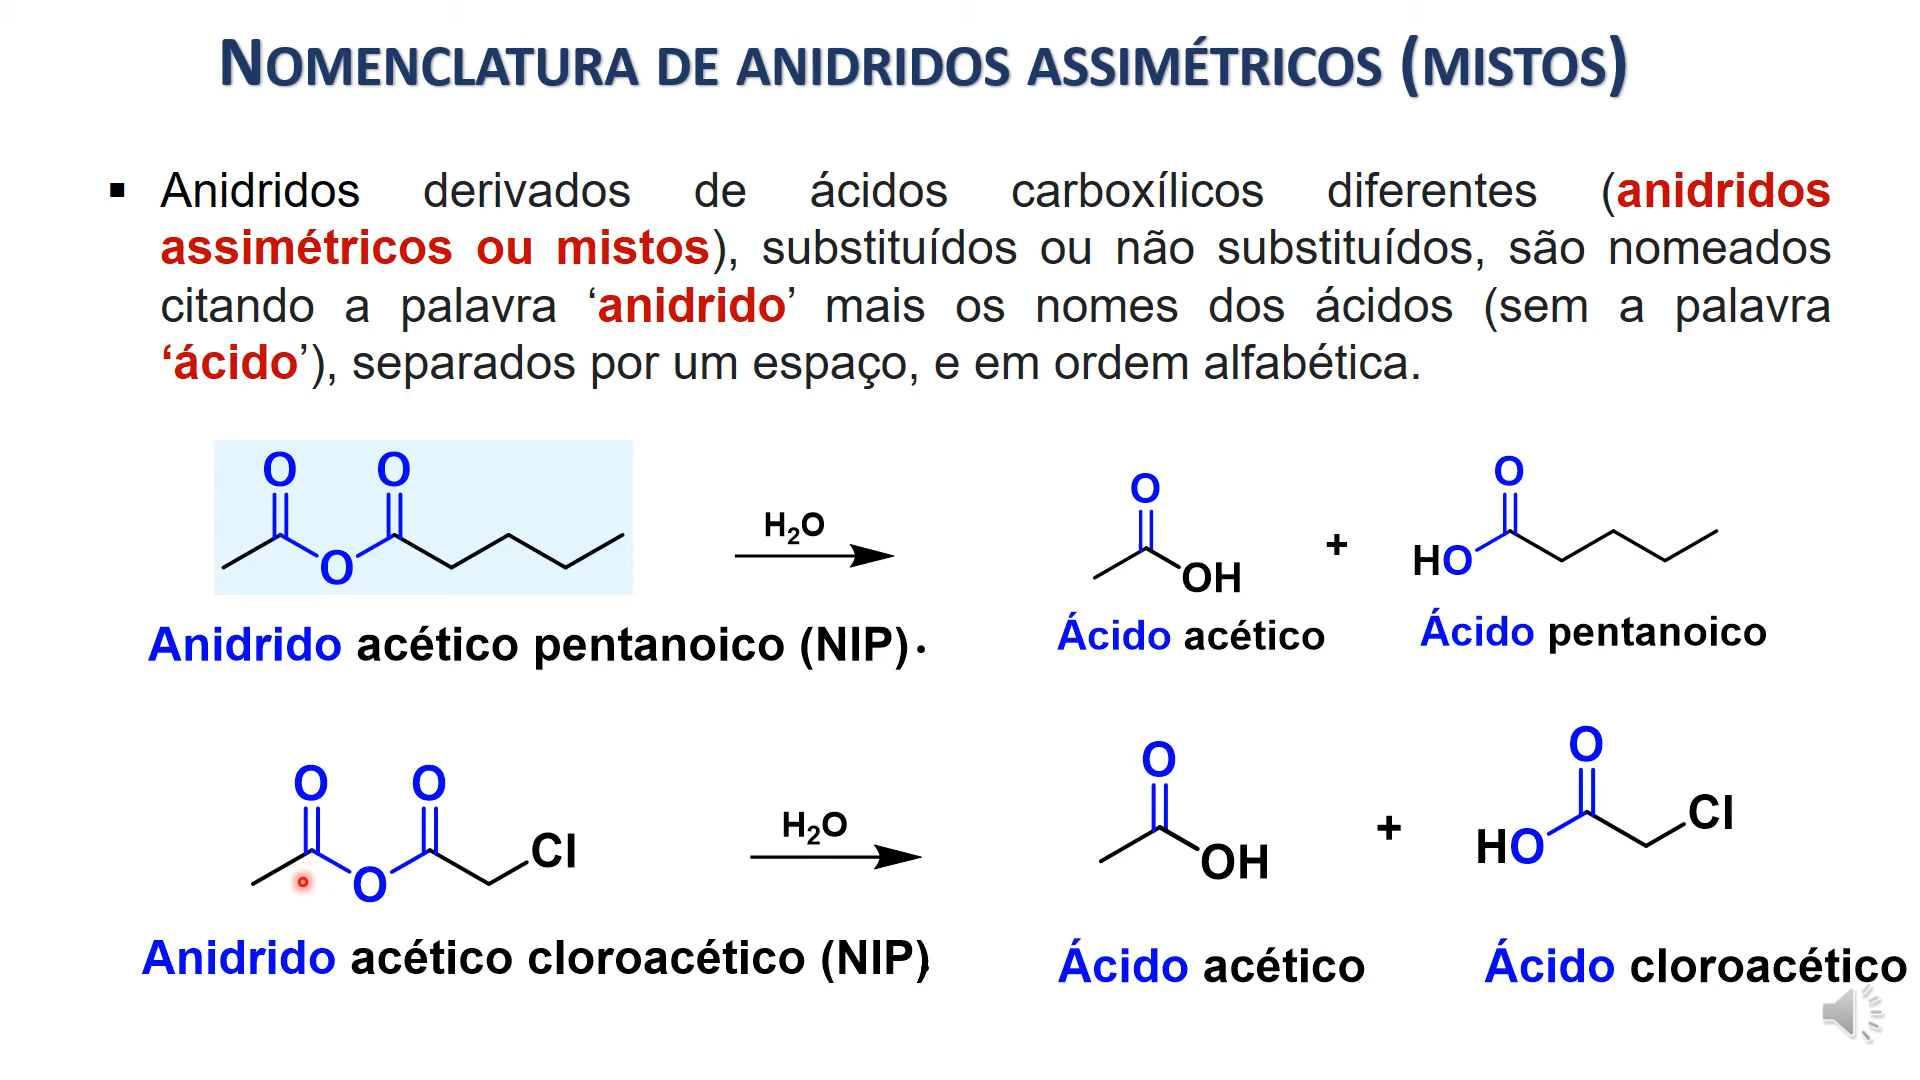 NOMENCLATURA DE ANIDRIDOS ASSIMÉTRICOS (MISTOS)
▪ Anidridos derivados de ácidos carboxílicos diferentes (anidridos
assimétricos ou mistos), substituídos ou não substituídos, são nomeados
citando a palavra ‘anidrido’ mais os nomes dos ácidos (sem a palavra
‘ácido’), separados por um espaço, e em ordem alfabética.
O O O
H₂O
O OH + HO O
Anidrido acético pentanoico (NIP).
Ácido acético
Ácido pentanoico
O O O Cl
H₂O
O OH + HO O Cl
Anidrido acético cloroacético (NIP)
Ácido acético
Ácido cloroacético